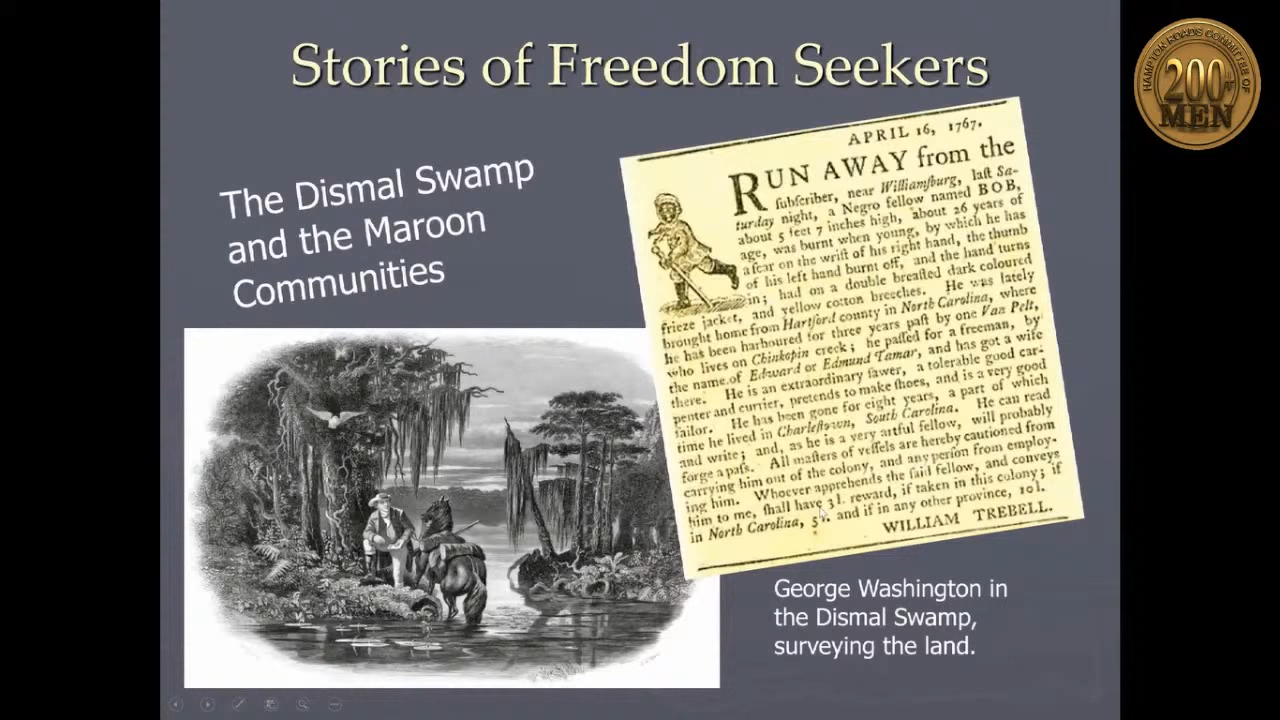 Stories of Freedom Seekers
HAMPTON ROADS COMMITTEE OF
200+
MEN
The Dismal Swamp
and the Maroon
Communities
APRIL 16, 1767.
RUN AWAY from the
ſubſcriber, near Williamſburg, laſt Sa-
turday night, a Negro fellow named BOB,
about 5 feet 7 inches high, about 26 years of
age, was burnt when young, by which he has
a ſcar on the wriſt of his right hand, the thumb
of his left hand burnt off, and the hand turns
in; had on a double breaſted dark coloured
frieze jacket, and yellow cotton breeches. He was lately
brought home from Hartford county in North Carolina, where
he has been harboured for three years paſt by one Van Pelt,
who lives on Chinkopin creek; he paſſed for a freeman, by
the name of Edward or Edmund Tamar, and has got a wife
there. He is an extraordinary ſawer, a tolerable good car-
penter and currier, pretends to make ſhoes, and is a very good
ſailor. He has been gone for eight years, a part of which
time he lived in Charleſtown, South Carolina. He can read
and write; and, as he is a very artful fellow, will probably
forge a paſs. All maſters of veſſels are hereby cautioned from
carrying him out of the colony, and any perſon from employ-
ing him. Whoever apprehends the ſaid fellow, and conveys
him to me, ſhall have 3 l. reward, if taken in this colony; if
in North Carolina, 5 l. and if in any other province, 10 l.
WILLIAM TREBELL.
George Washington in
the Dismal Swamp,
surveying the land.